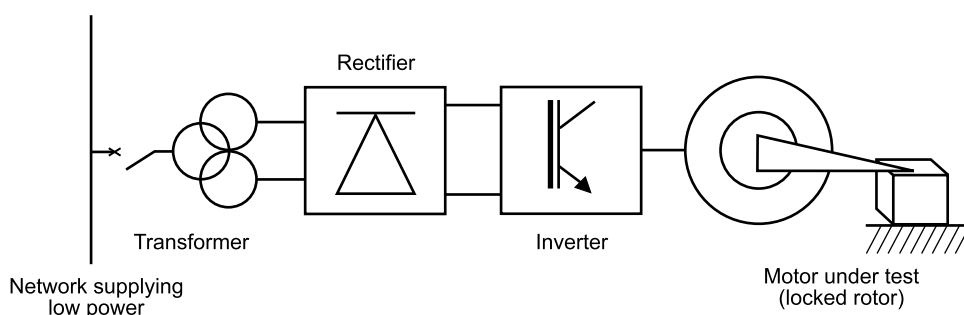 Rectifier
Transformer
Inverter
Network supplying
low power
Motor under test
(locked rotor)